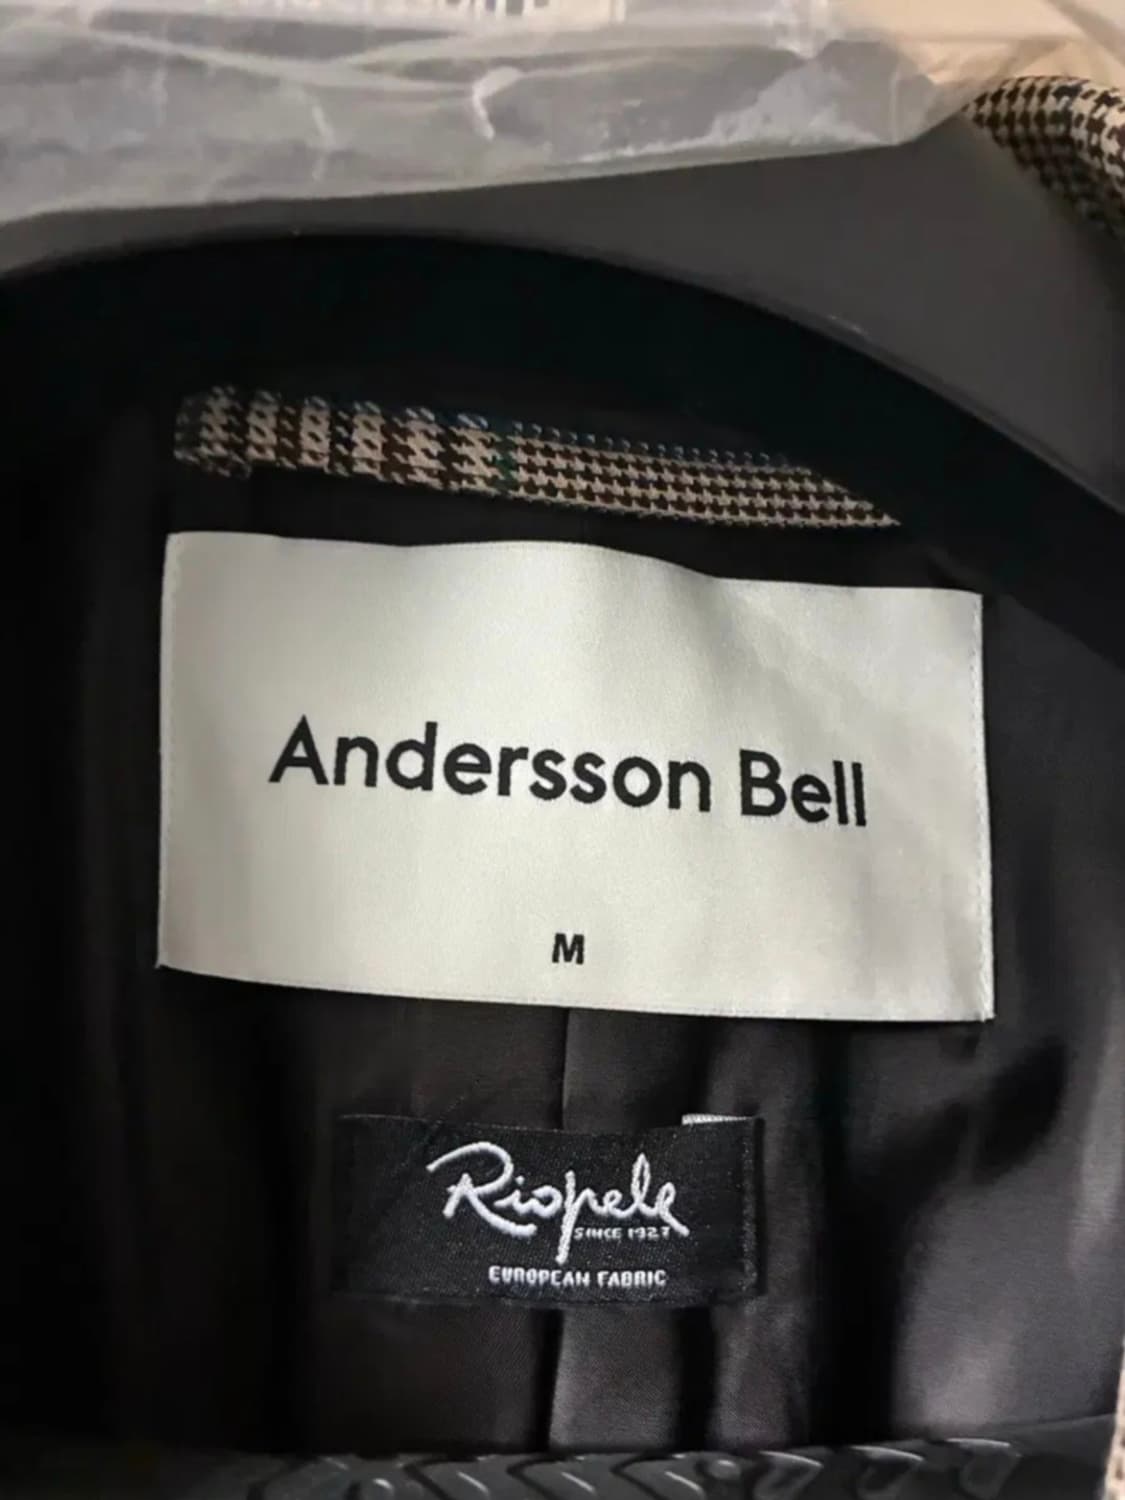 Andersson Bell
M
Riopele
SINCE 1927
EUROPEAN FABRIC